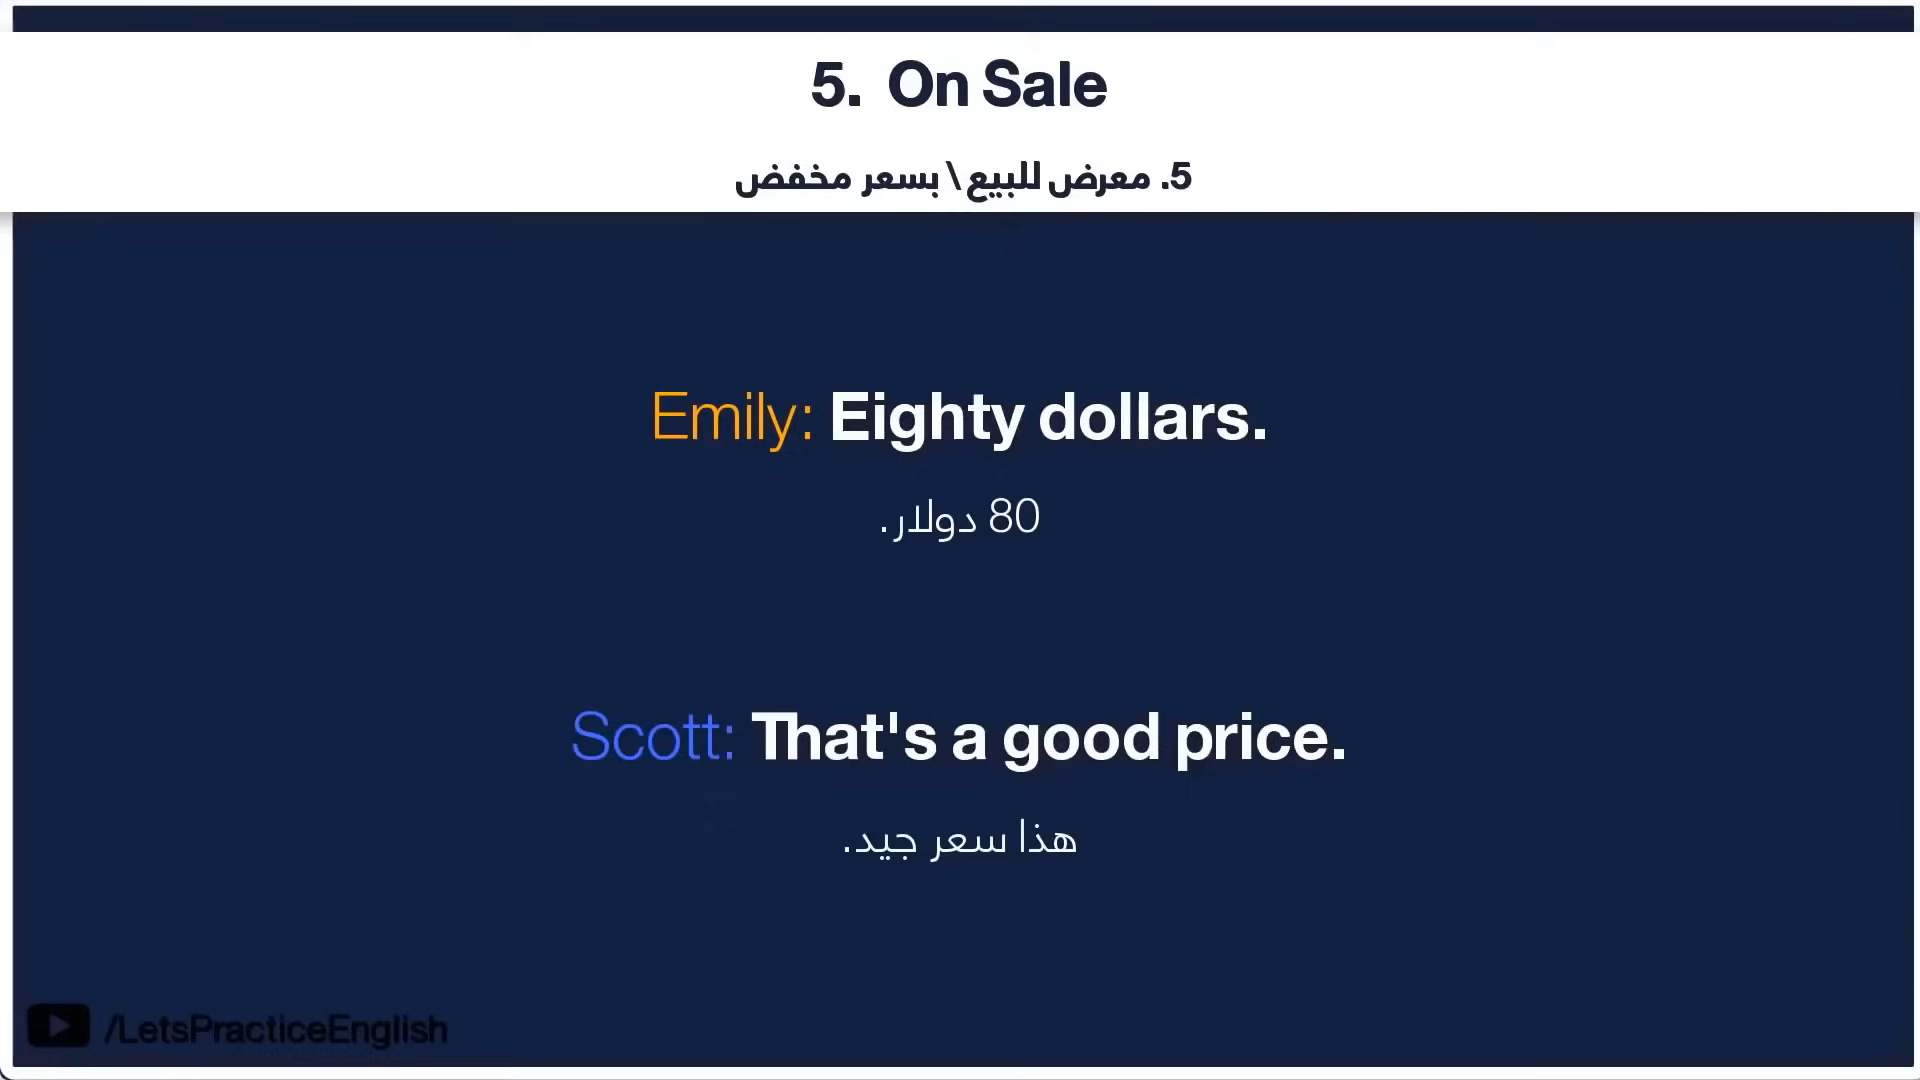 5. On Sale
5. معرض للبيع \ بسعر مخفض
Emily: Eighty dollars.
80 دولار.
Scott: That's a good price.
هذا سعر جيد.
/LetsPracticeEnglish